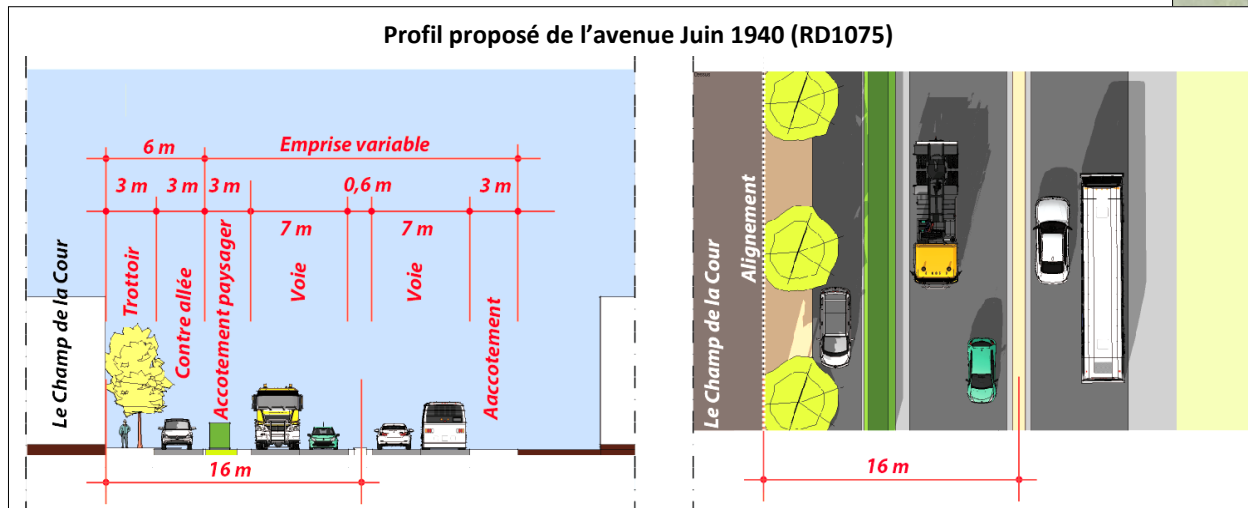 Profil proposé de l’avenue Juin 1940 (RD1075)
6 m
Emprise variable
3 m
3 m
3 m
0,6 m
3 m
7 m
7 m
Le Champ de la Cour
Trottoir
Contre allée
Accotement paysager
Voie
Voie
Aaccotement
16 m
Le Champ de la Cour
Alignement
16 m